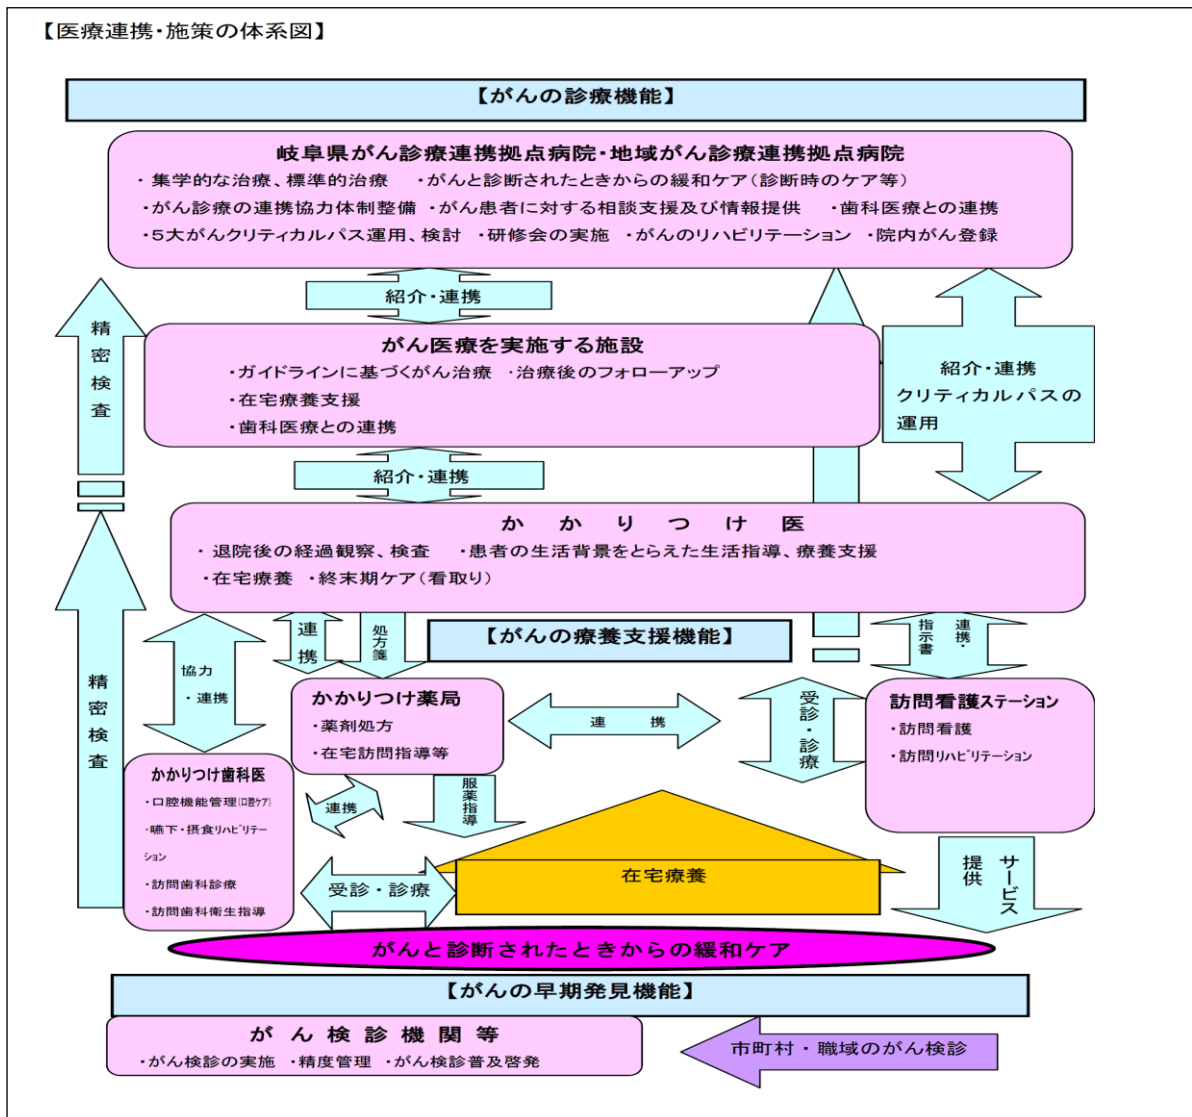 【医療連携・施策の体系図】
【がんの診療機能】
岐阜県がん診療連携拠点病院・地域がん診療連携拠点病院
・集学的な治療、標準的治療　・がんと診断されたときからの緩和ケア（診断時のケア等）
・がん診療の連携協力体制整備　・がん患者に対する相談支援及び情報提供　・歯科医療との連携
・５大がんクリティカルパス運用、検討　・研修会の実施　・がんのリハビリテーション　・院内がん登録
紹介・連携
精密検査
がん医療を実施する施設
・ガイドラインに基づくがん治療　・治療後のフォローアップ
・在宅療養支援
・歯科医療との連携
紹介・連携
クリティカルパスの
運用
紹介・連携
かかりつけ医
・退院後の経過観察、検査　・患者の生活背景をとらえた生活指導、療養支援
・在宅療養　・終末期ケア（看取り）
精密検査
協力
・連携
連携
処方箋
【がんの療養支援機能】
連携・
指示書
かかりつけ薬局
・薬剤処方
・在宅訪問指導等
連　携
受診・診療
訪問看護ステーション
・訪問看護
・訪問リハビリテーション
かかりつけ歯科医
・口腔機能管理（口腔ケア）
・嚥下・摂食リハビリテー
ション
・訪問歯科診療
・訪問歯科衛生指導
連携
服薬指導
受診・診療
在宅療養
サービス
提供
がんと診断されたときからの緩和ケア
【がんの早期発見機能】
がん検診機関等
・がん検診の実施　・精度管理　・がん検診普及啓発
市町村・職域のがん検診